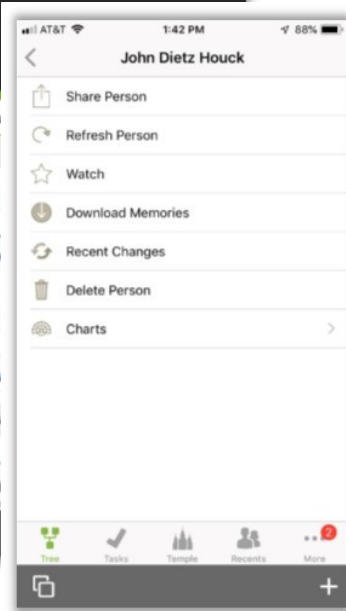 AT&T 1:42 PM 88%
John Dietz Houck
Share Person
Refresh Person
Watch
Download Memories
Recent Changes
Delete Person
Charts
2
Tree Tasks Temple Recents More